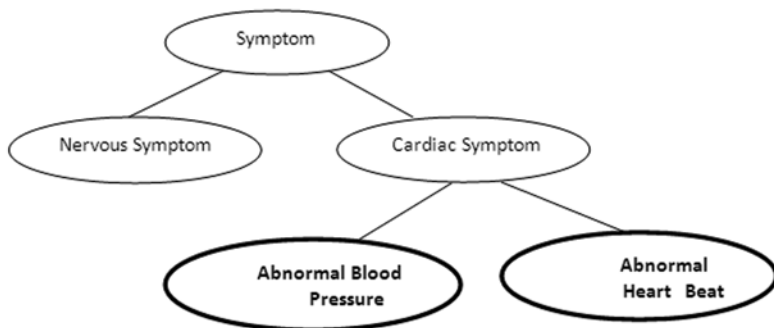 Symptom
Nervous Symptom
Cardiac Symptom
Abnormal Blood
Pressure
Abnormal
Heart Beat